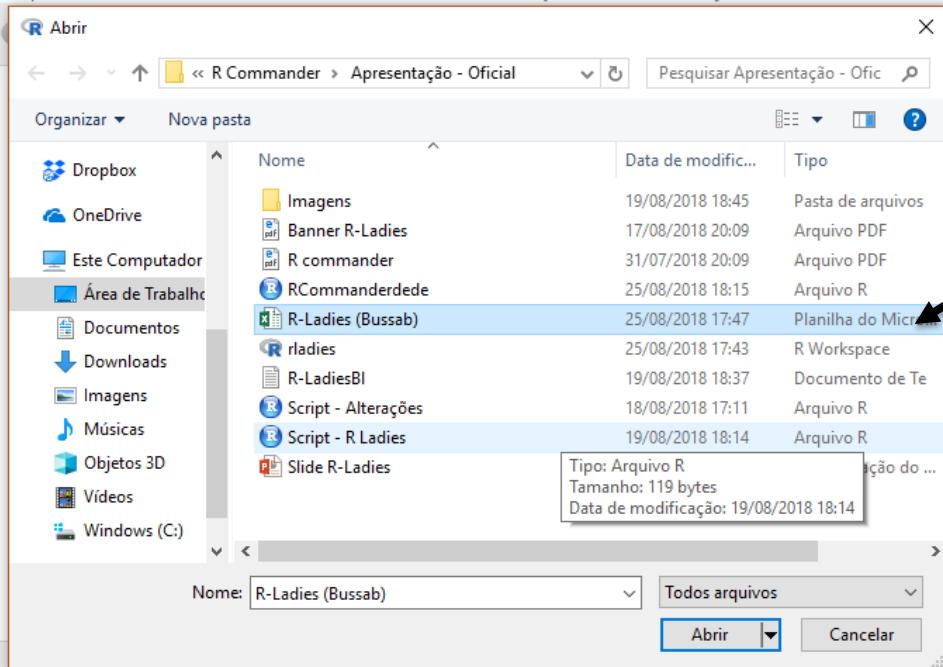 Abrir
« R Commander > Apresentação - Oficial
Pesquisar Apresentação - Ofic
Organizar Nova pasta
Nome Data de modific... Tipo
Dropbox
OneDrive
Este Computador
Área de Trabalho
Documentos
Downloads
Imagens
Músicas
Objetos 3D
Vídeos
Windows (C:)
Imagens 19/08/2018 18:45 Pasta de arquivos
Banner R-Ladies 17/08/2018 20:09 Arquivo PDF
R commander 31/07/2018 20:09 Arquivo PDF
RCommanderdede 25/08/2018 18:15 Arquivo R
R-Ladies (Bussab) 25/08/2018 17:47 Planilha do Micr
rladies 25/08/2018 17:43 R Workspace
R-LadiesBI 19/08/2018 18:37 Documento de Te
Script - Alterações 18/08/2018 17:11 Arquivo R
Script - R Ladies 19/08/2018 18:14 Arquivo R
Slide R-Ladies ação do ...
Tipo: Arquivo R
Tamanho: 119 bytes
Data de modificação: 19/08/2018 18:14
Nome: R-Ladies (Bussab) Todos arquivos
Abrir Cancelar